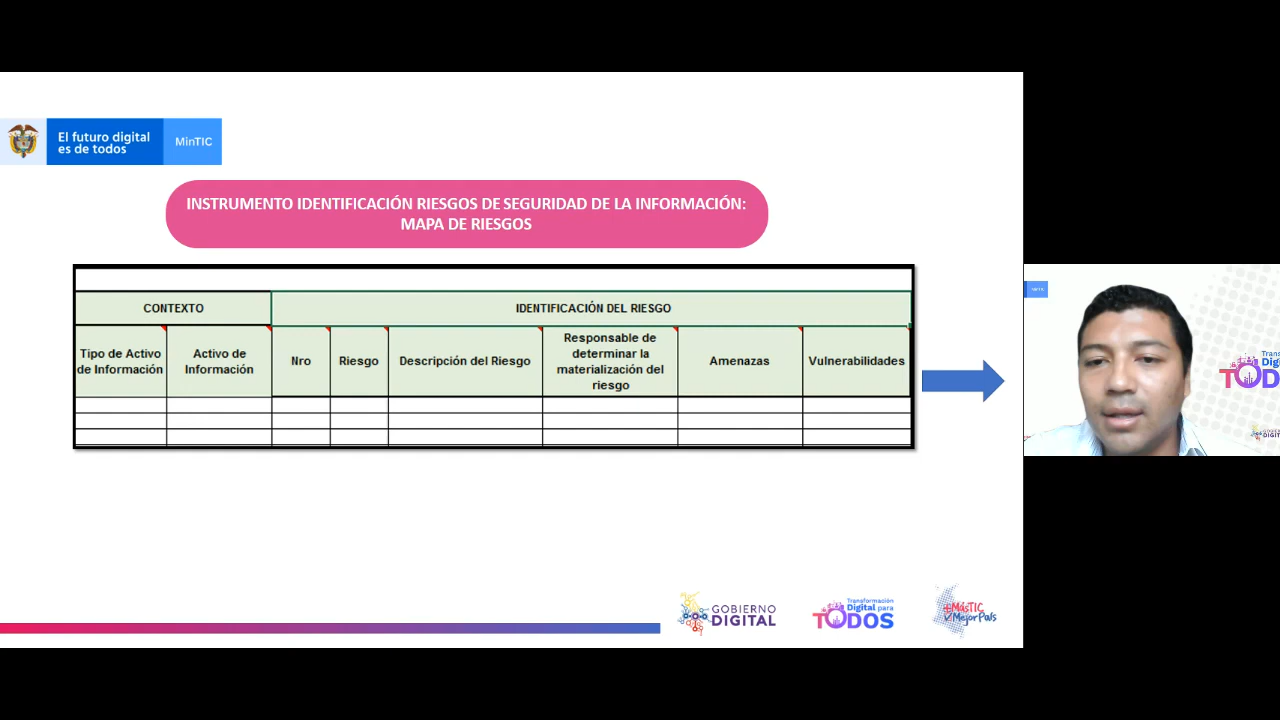 El futuro digital
es de todos
MinTIC
INSTRUMENTO IDENTIFICACIÓN RIESGOS DE SEGURIDAD DE LA INFORMACIÓN:
MAPA DE RIESGOS
CONTEXTO
IDENTIFICACIÓN DEL RIESGO
Tipo de Activo
de Información
Activo de
Información
Nro
Riesgo
Descripción del Riesgo
Responsable de
determinar la
materialización del
riesgo
Amenazas
Vulnerabilidades
GOBIERNO
DIGITAL
Transformación
Digital para
TODOS
+MásTIC
MejorPaís
TODOS